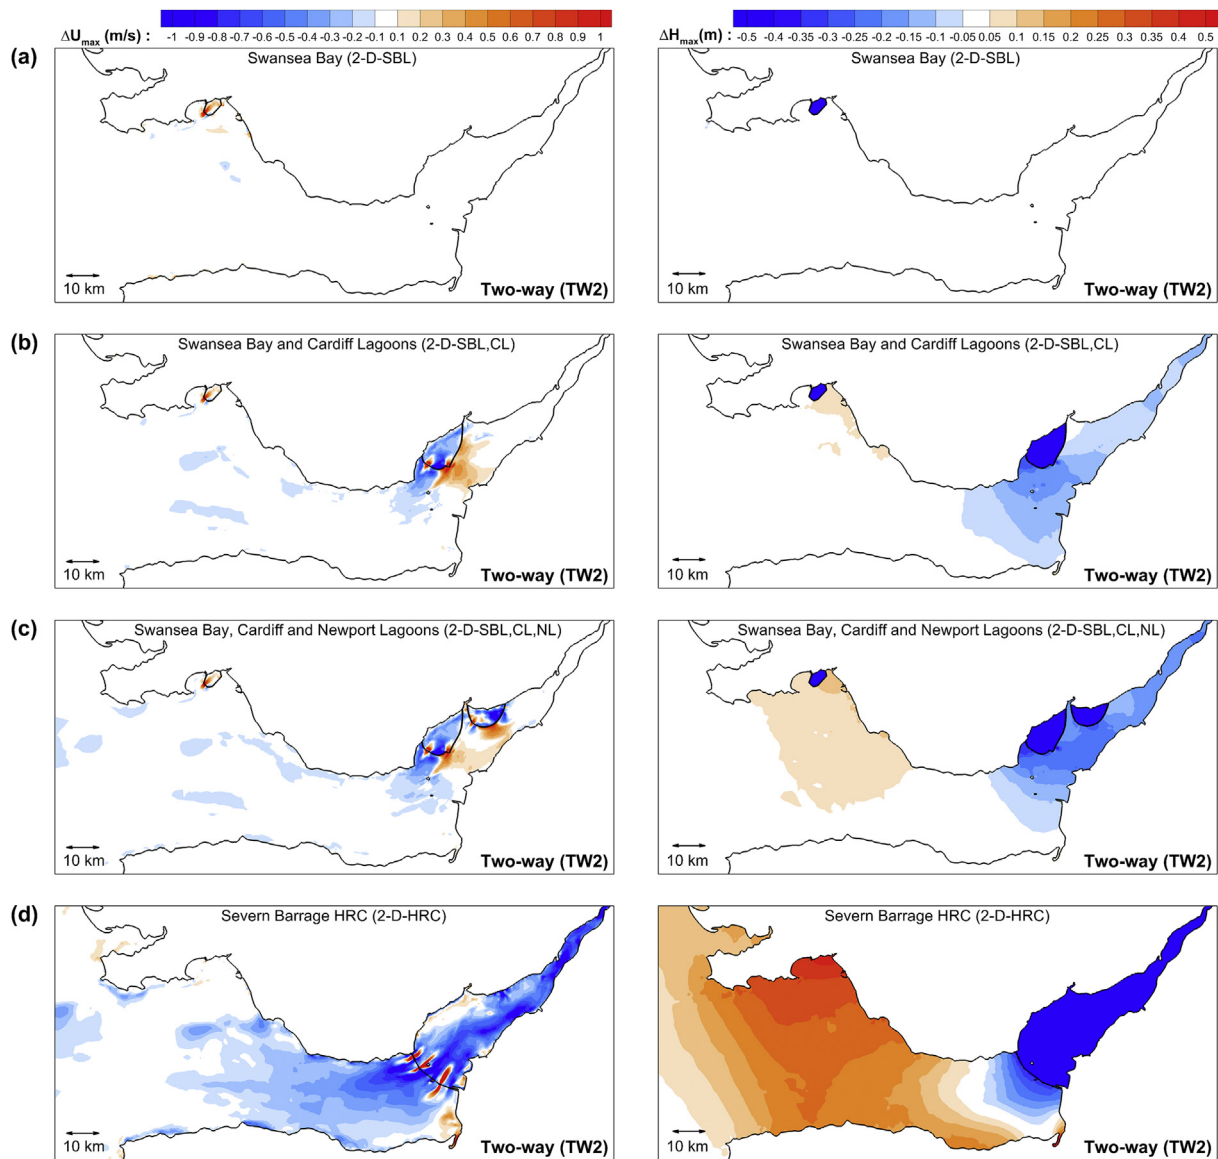 ΔUmax (m/s) : -1 -0.9 -0.8 -0.7 -0.6 -0.5 -0.4 -0.3 -0.2 -0.1 0.1 0.2 0.3 0.4 0.5 0.6 0.7 0.8 0.9 1
ΔHmax(m) : -0.5 -0.45 -0.4 -0.35 -0.3 -0.25 -0.2 -0.15 -0.1 -0.05 0.05 0.1 0.15 0.2 0.25 0.3 0.35 0.4 0.45 0.5
(a)
Swansea Bay (2-D-SBL)
10 km
Two-way (TW2)
Swansea Bay (2-D-SBL)
10 km
Two-way (TW2)
(b)
Swansea Bay and Cardiff Lagoons (2-D-SBL,CL)
10 km
Two-way (TW2)
Swansea Bay and Cardiff Lagoons (2-D-SBL,CL)
10 km
Two-way (TW2)
(c)
Swansea Bay, Cardiff and Newport Lagoons (2-D-SBL,CL,NL)
10 km
Two-way (TW2)
Swansea Bay, Cardiff and Newport Lagoons (2-D-SBL,CL,NL)
10 km
Two-way (TW2)
(d)
Severn Barrage HRC (2-D-HRC)
10 km
Two-way (TW2)
Severn Barrage HRC (2-D-HRC)
10 km
Two-way (TW2)